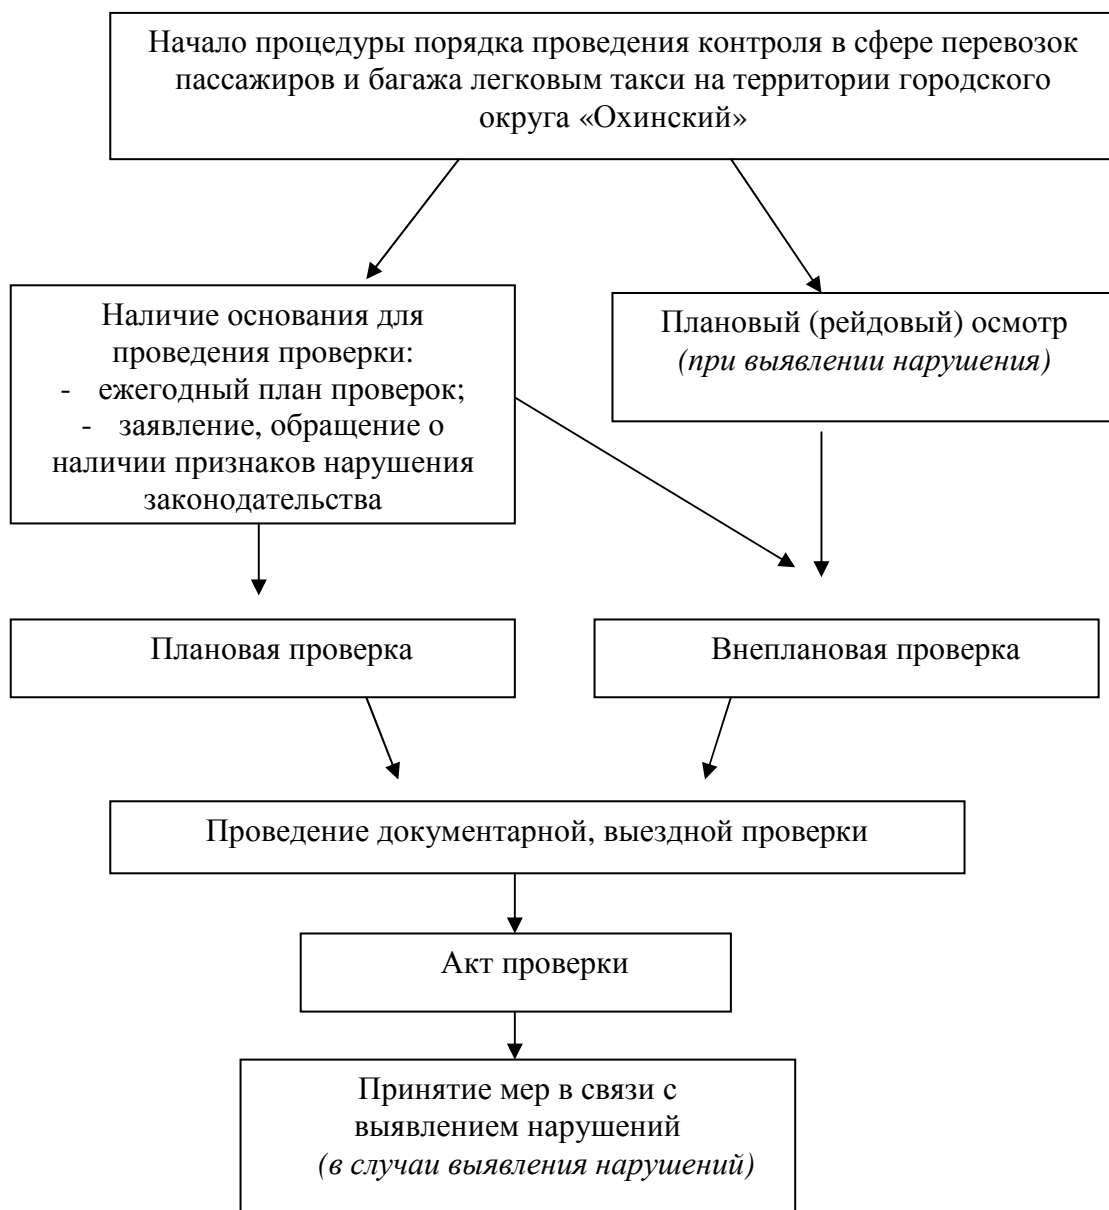 Начало процедуры порядка проведения контроля в сфере перевозок
пассажиров и багажа легковым такси на территории городского
округа «Охинский»
Наличие основания для
проведения проверки:
- ежегодный план проверок;
- заявление, обращение о
наличии признаков нарушения
законодательства
Плановый (рейдовый) осмотр
(при выявлении нарушения)
Плановая проверка
Внеплановая проверка
Проведение документарной, выездной проверки
Акт проверки
Принятие мер в связи с
выявлением нарушений
(в случаи выявления нарушений)